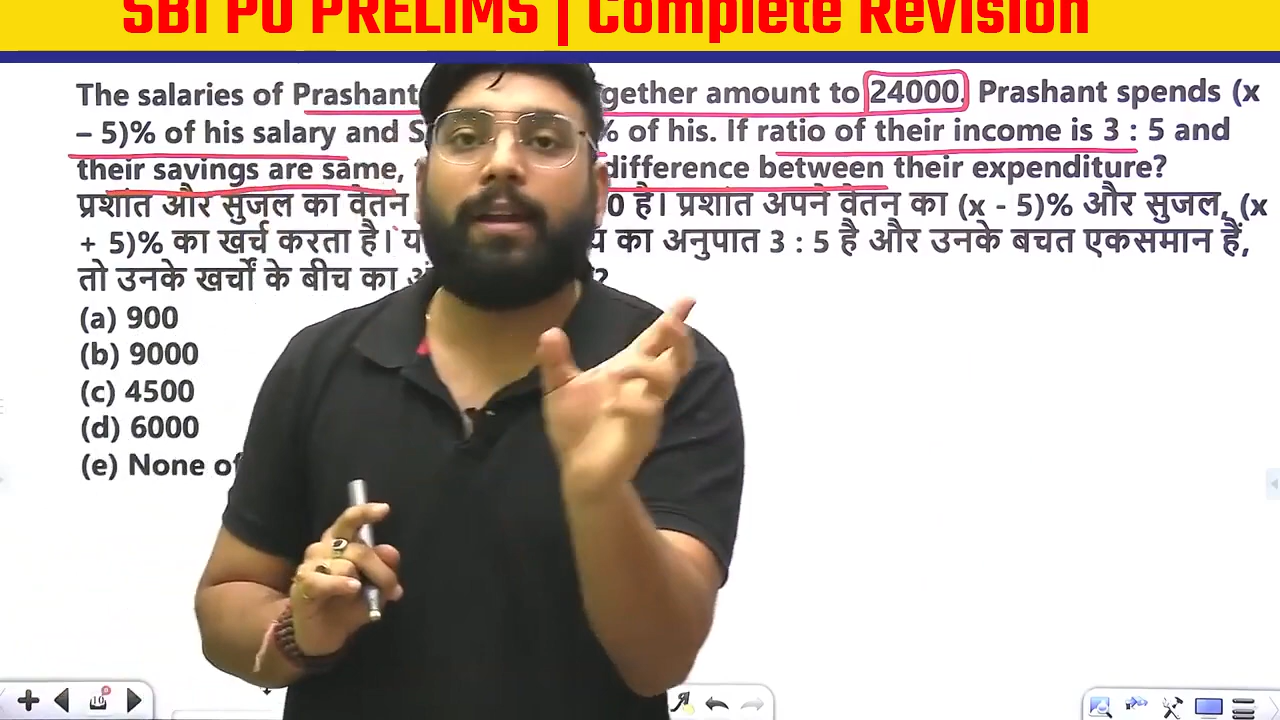 SBI PO PRELIMS | Complete Revision
The salaries of Prashant gether amount to 24000. Prashant spends (x
– 5)% of his salary and S % of his. If ratio of their income is 3 : 5 and
their savings are same, difference between their expenditure?
प्रशांत और सुजल का वेतन 0 है। प्रशांत अपने वेतन का (x - 5)% और सुजल, (x
+ 5)% का खर्च करता है। य का अनुपात 3 : 5 है और उनके बचत एकसमान हैं,
तो उनके खर्चों के बीच का ?
(a) 900
(b) 9000
(c) 4500
(d) 6000
(e) None of